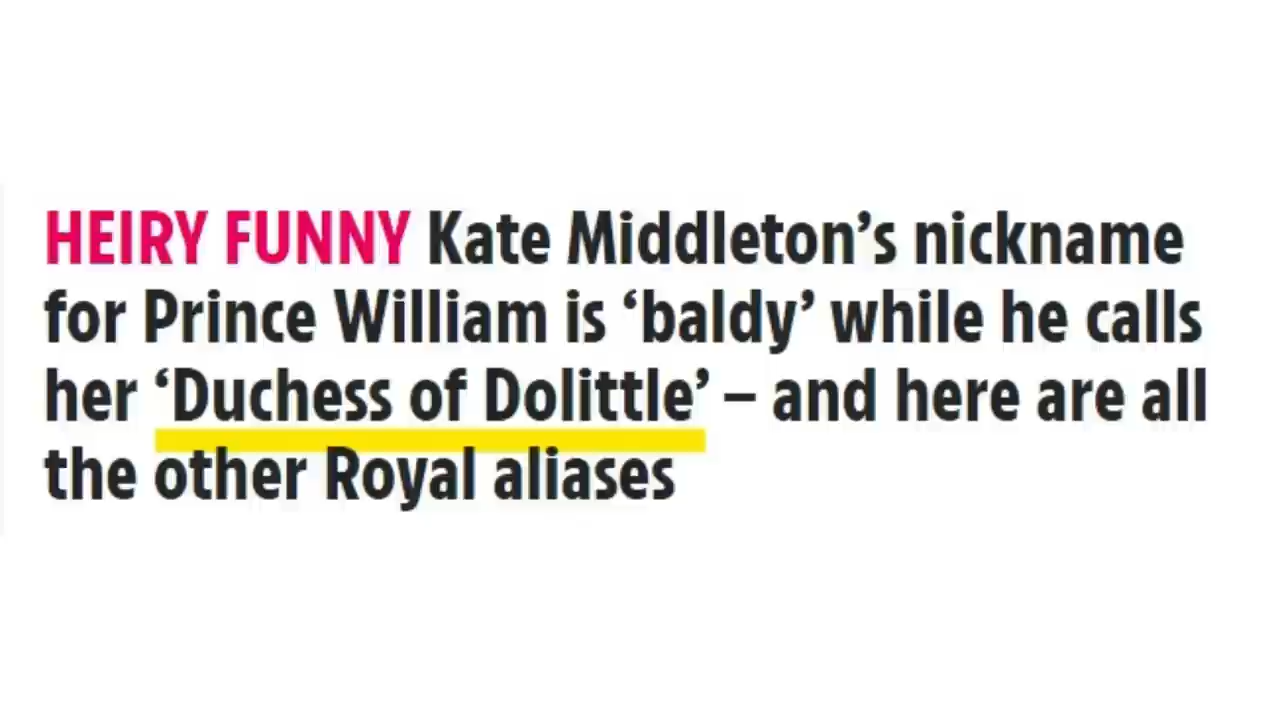 HEIRY FUNNY Kate Middleton’s nickname
for Prince William is ‘baldy’ while he calls
her ‘Duchess of Dolittle’ – and here are all
the other Royal aliases